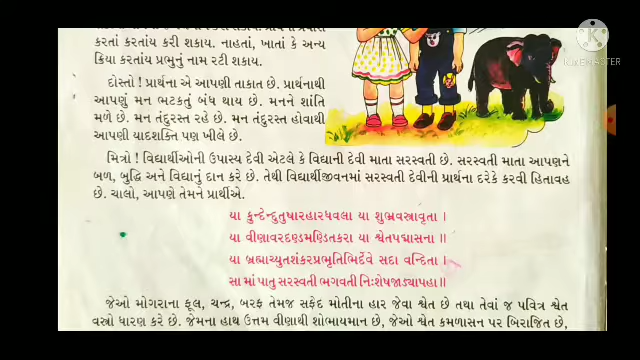 કરતાં કરતાંય કરી શકાય. નાહતાં, ખાતાં કે અન્ય
ક્રિયા કરતાંય પ્રભુનું નામ રટી શકાય.
દોસ્તો ! પ્રાર્થના એ આપણી તાકાત છે. પ્રાર્થનાથી
આપણું મન ભટકતું બંધ થાય છે. મનને શાંતિ
મળે છે. મન તંદુરસ્ત રહે છે. મન તંદુરસ્ત હોવાથી
આપણી યાદશક્તિ પણ ખીલે છે.
મિત્રો ! વિદ્યાર્થીઓની ઉપાસ્ય દેવી એટલે કે વિદ્યાની દેવી માતા સરસ્વતી છે. સરસ્વતી માતા આપણને
બળ, બુદ્ધિ અને વિદ્યાનું દાન કરે છે. તેથી વિદ્યાર્થીજીવનમાં સરસ્વતી દેવીની પ્રાર્થના દરેકે કરવી હિતાવહ
છે. ચાલો, આપણે તેમને પ્રાર્થીએ.
યા કુન્દેન્દુતુષારહારધવલા યા શુભ્રવસ્ત્રાવૃતા ।
યા વીણાવરદણ્ડમણ્ડિતકરા યા શ્વેતપદ્માસના ॥
યા બ્રહ્માચ્યુતશંકરપ્રભૃતિભિર્દેવૈ સદા વન્દિતા ।
સા માં પાતુ સરસ્વતી ભગવતી નિઃશેષજાડ્યાપહા ॥
જેઓ મોગરાના ફૂલ, ચન્દ્ર, બરફ તેમજ સફેદ મોતીના હાર જેવા શ્વેત છે તથા તેવાં જ પવિત્ર શ્વેત
વસ્ત્રો ધારણ કરે છે. જેમના હાથ ઉત્તમ વીણાથી શોભાયમાન છે, જેઓ શ્વેત કમળાસન પર બિરાજિત છે,
KINEMASTER